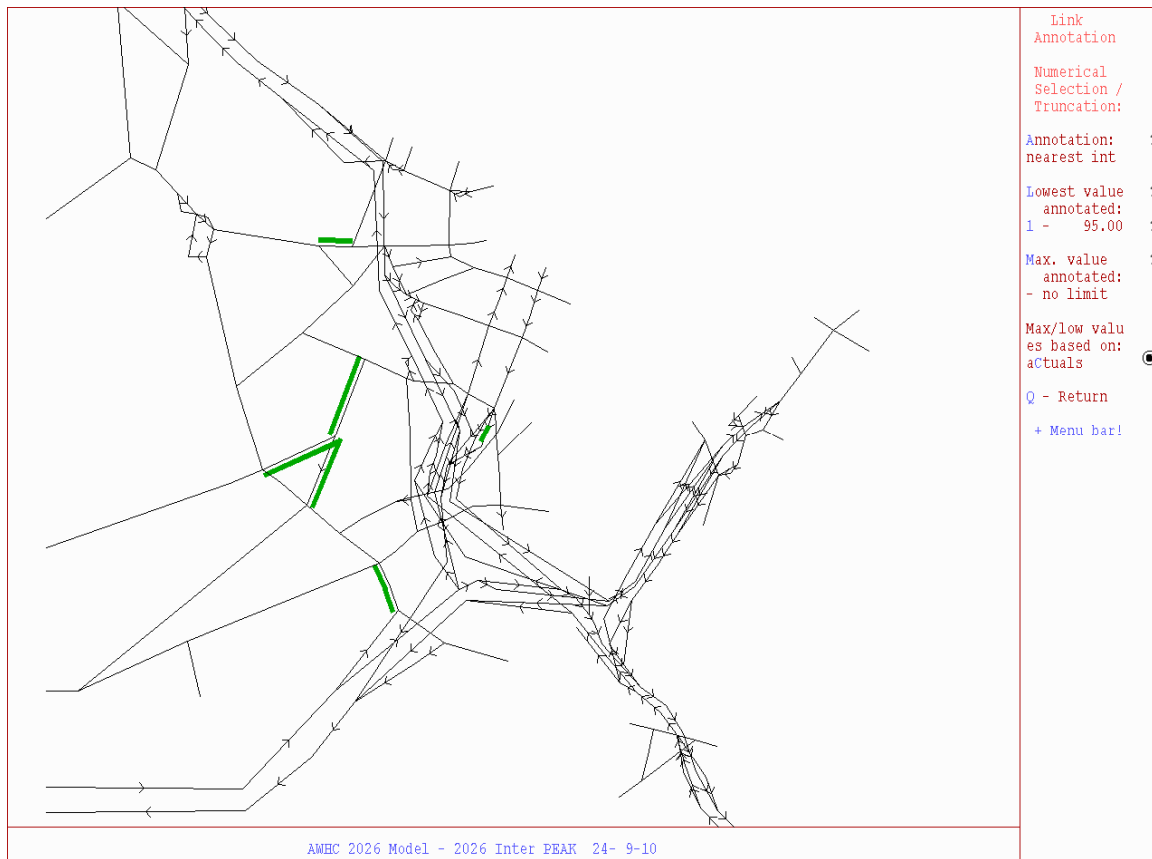 Link
Annotation
Numerical
Selection /
Truncation:
Annotation:
nearest int
Lowest value
annotated:
1 - 95.00
Max. value
annotated:
- no limit
Max/low valu
es based on:
aCtuals
Q - Return
+ Menu bar!
AWHC 2026 Model - 2026 Inter PEAK 24- 9-10